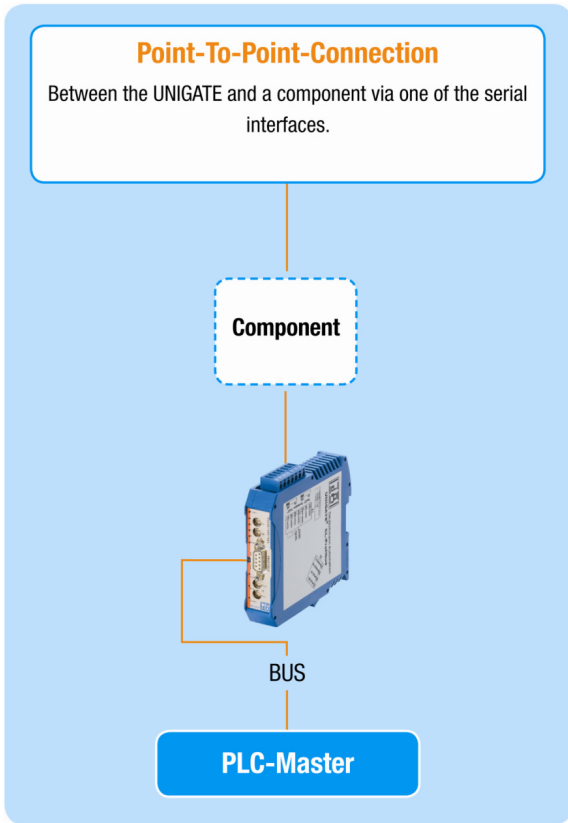 Point-To-Point-Connection
Between the UNIGATE and a component via one of the serial
interfaces.
Component
BUS
PLC-Master